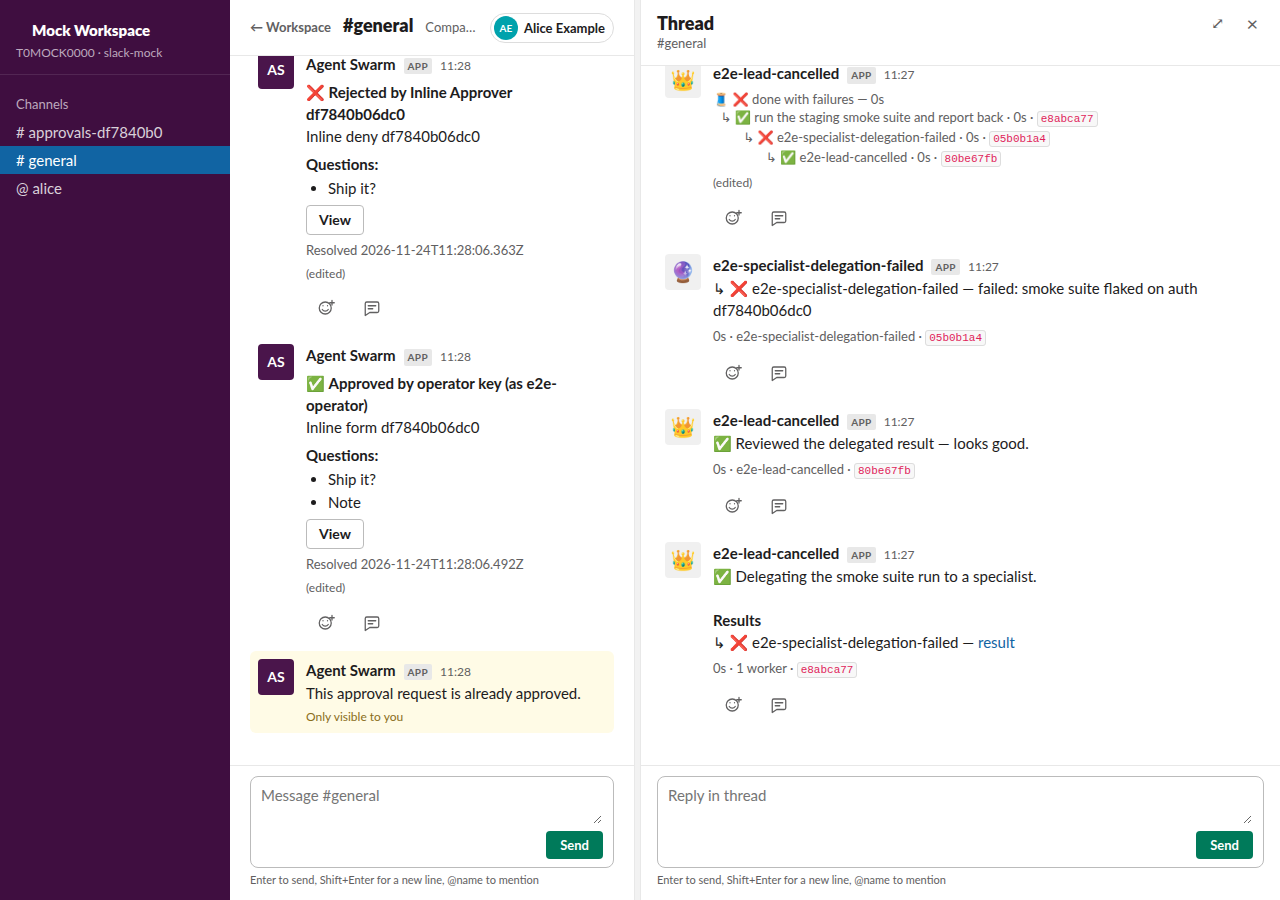 Mock Workspace
T0MOCK0000 · slack-mock
Channels
# approvals-df7840b0
# general
@ alice
← Workspace #general Compa... AE Alice Example
AS Agent Swarm APP 11:28
❌ Rejected by Inline Approver
df7840b06dc0
Inline deny df7840b06dc0
Questions:
• Ship it?
View
Resolved 2026-11-24T11:28:06.363Z
(edited)
AS Agent Swarm APP 11:28
✅ Approved by operator key (as e2e-
operator)
Inline form df7840b06dc0
Questions:
• Ship it?
• Note
View
Resolved 2026-11-24T11:28:06.492Z
(edited)
AS Agent Swarm APP 11:28
This approval request is already approved.
Only visible to you
Message #general
Send
Enter to send, Shift+Enter for a new line, @name to mention
Thread
#general
e2e-lead-cancelled APP 11:27
🧵 ❌ done with failures — 0s
↳ ✅ run the staging smoke suite and report back · 0s · e8abca77
↳ ❌ e2e-specialist-delegation-failed · 0s · 05b0b1a4
↳ ✅ e2e-lead-cancelled · 0s · 80be67fb
(edited)
e2e-specialist-delegation-failed APP 11:27
↳ ❌ e2e-specialist-delegation-failed — failed: smoke suite flaked on auth
df7840b06dc0
0s · e2e-specialist-delegation-failed · 05b0b1a4
e2e-lead-cancelled APP 11:27
✅ Reviewed the delegated result — looks good.
0s · e2e-lead-cancelled · 80be67fb
e2e-lead-cancelled APP 11:27
✅ Delegating the smoke suite run to a specialist.
Results
↳ ❌ e2e-specialist-delegation-failed — result
0s · 1 worker · e8abca77
Reply in thread
Send
Enter to send, Shift+Enter for a new line, @name to mention